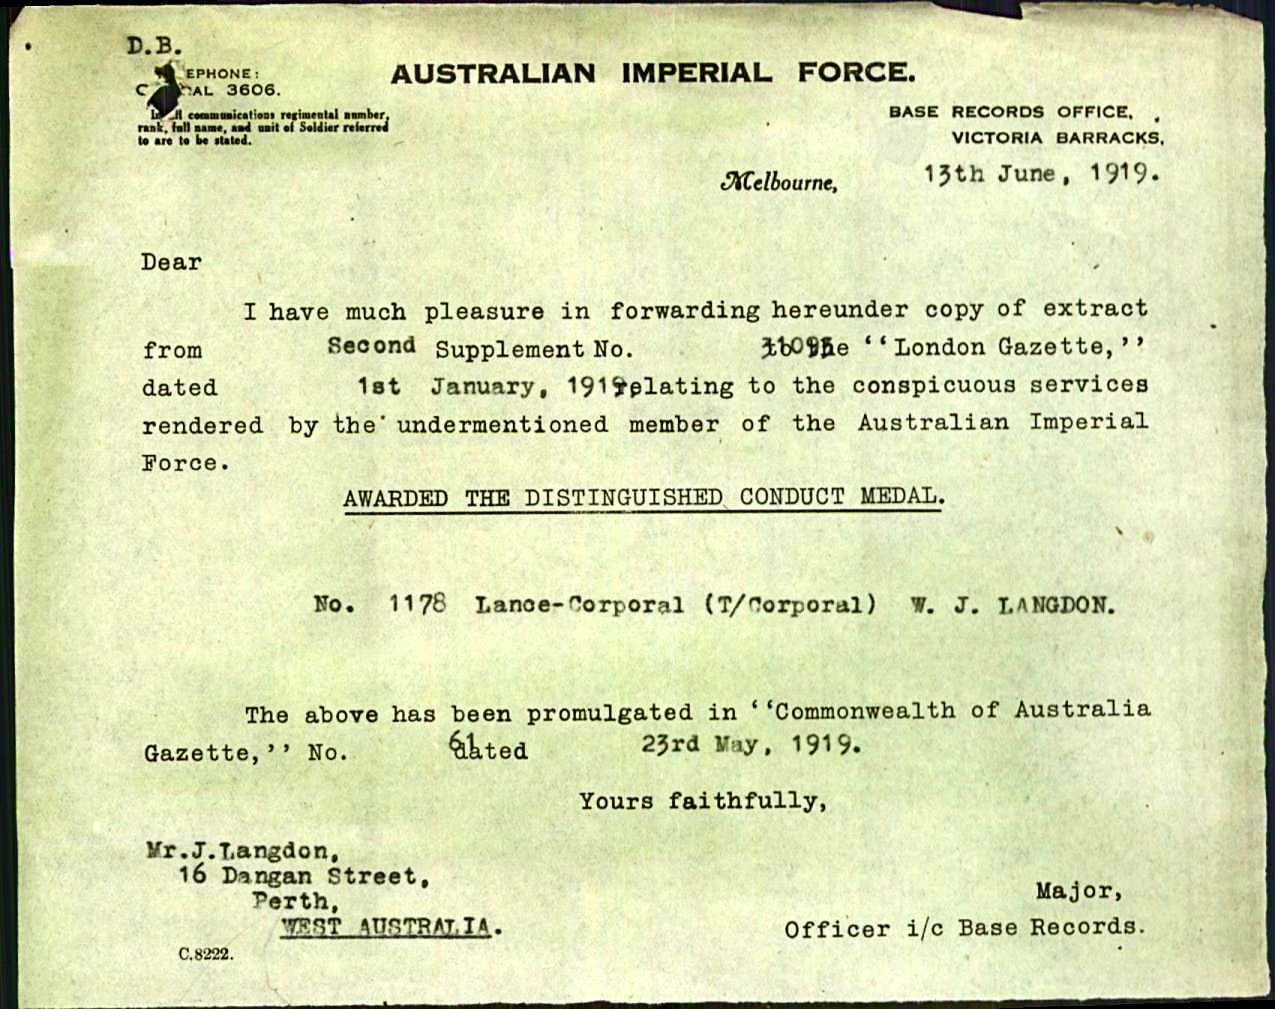 D.B.
EPHONE:
AL 3606.
communications regimental number,
rank, full name, and unit of Soldier referred
to are to be stated.
AUSTRALIAN IMPERIAL FORCE.
BASE RECORDS OFFICE,
VICTORIA BARRACKS,
Melbourne, 13th June, 1919.
Dear
I have much pleasure in forwarding hereunder copy of extract
from Second Supplement No. the ‘‘London Gazette,’’
dated 1st January, 1919 relating to the conspicuous services
rendered by the undermentioned member of the Australian Imperial
Force.
AWARDED THE DISTINGUISHED CONDUCT MEDAL.
No. 1178 Lance-Corporal (T/Corporal) W. J. LANGDON.
The above has been promulgated in ‘‘Commonwealth of Australia
Gazette,’’ No. 61 dated 23rd May, 1919.
Yours faithfully,
Mr.J.Langdon,
16 Dangan Street,
Perth,
WEST AUSTRALIA.
Major,
Officer i/c Base Records.
C.8222.